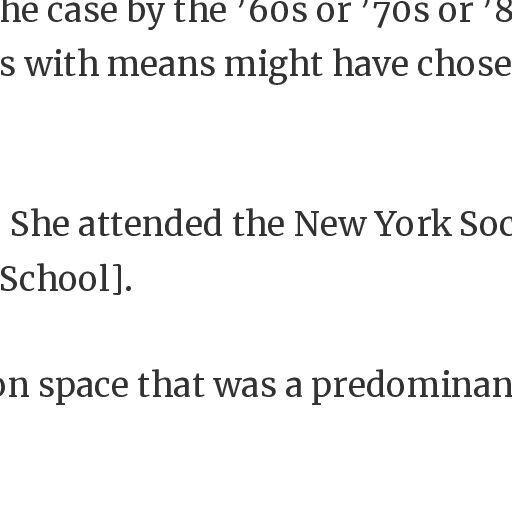 he case by the ’60s or ’70s or ’8
s with means might have chose
She attended the New York Soc
School].
on space that was a predominan